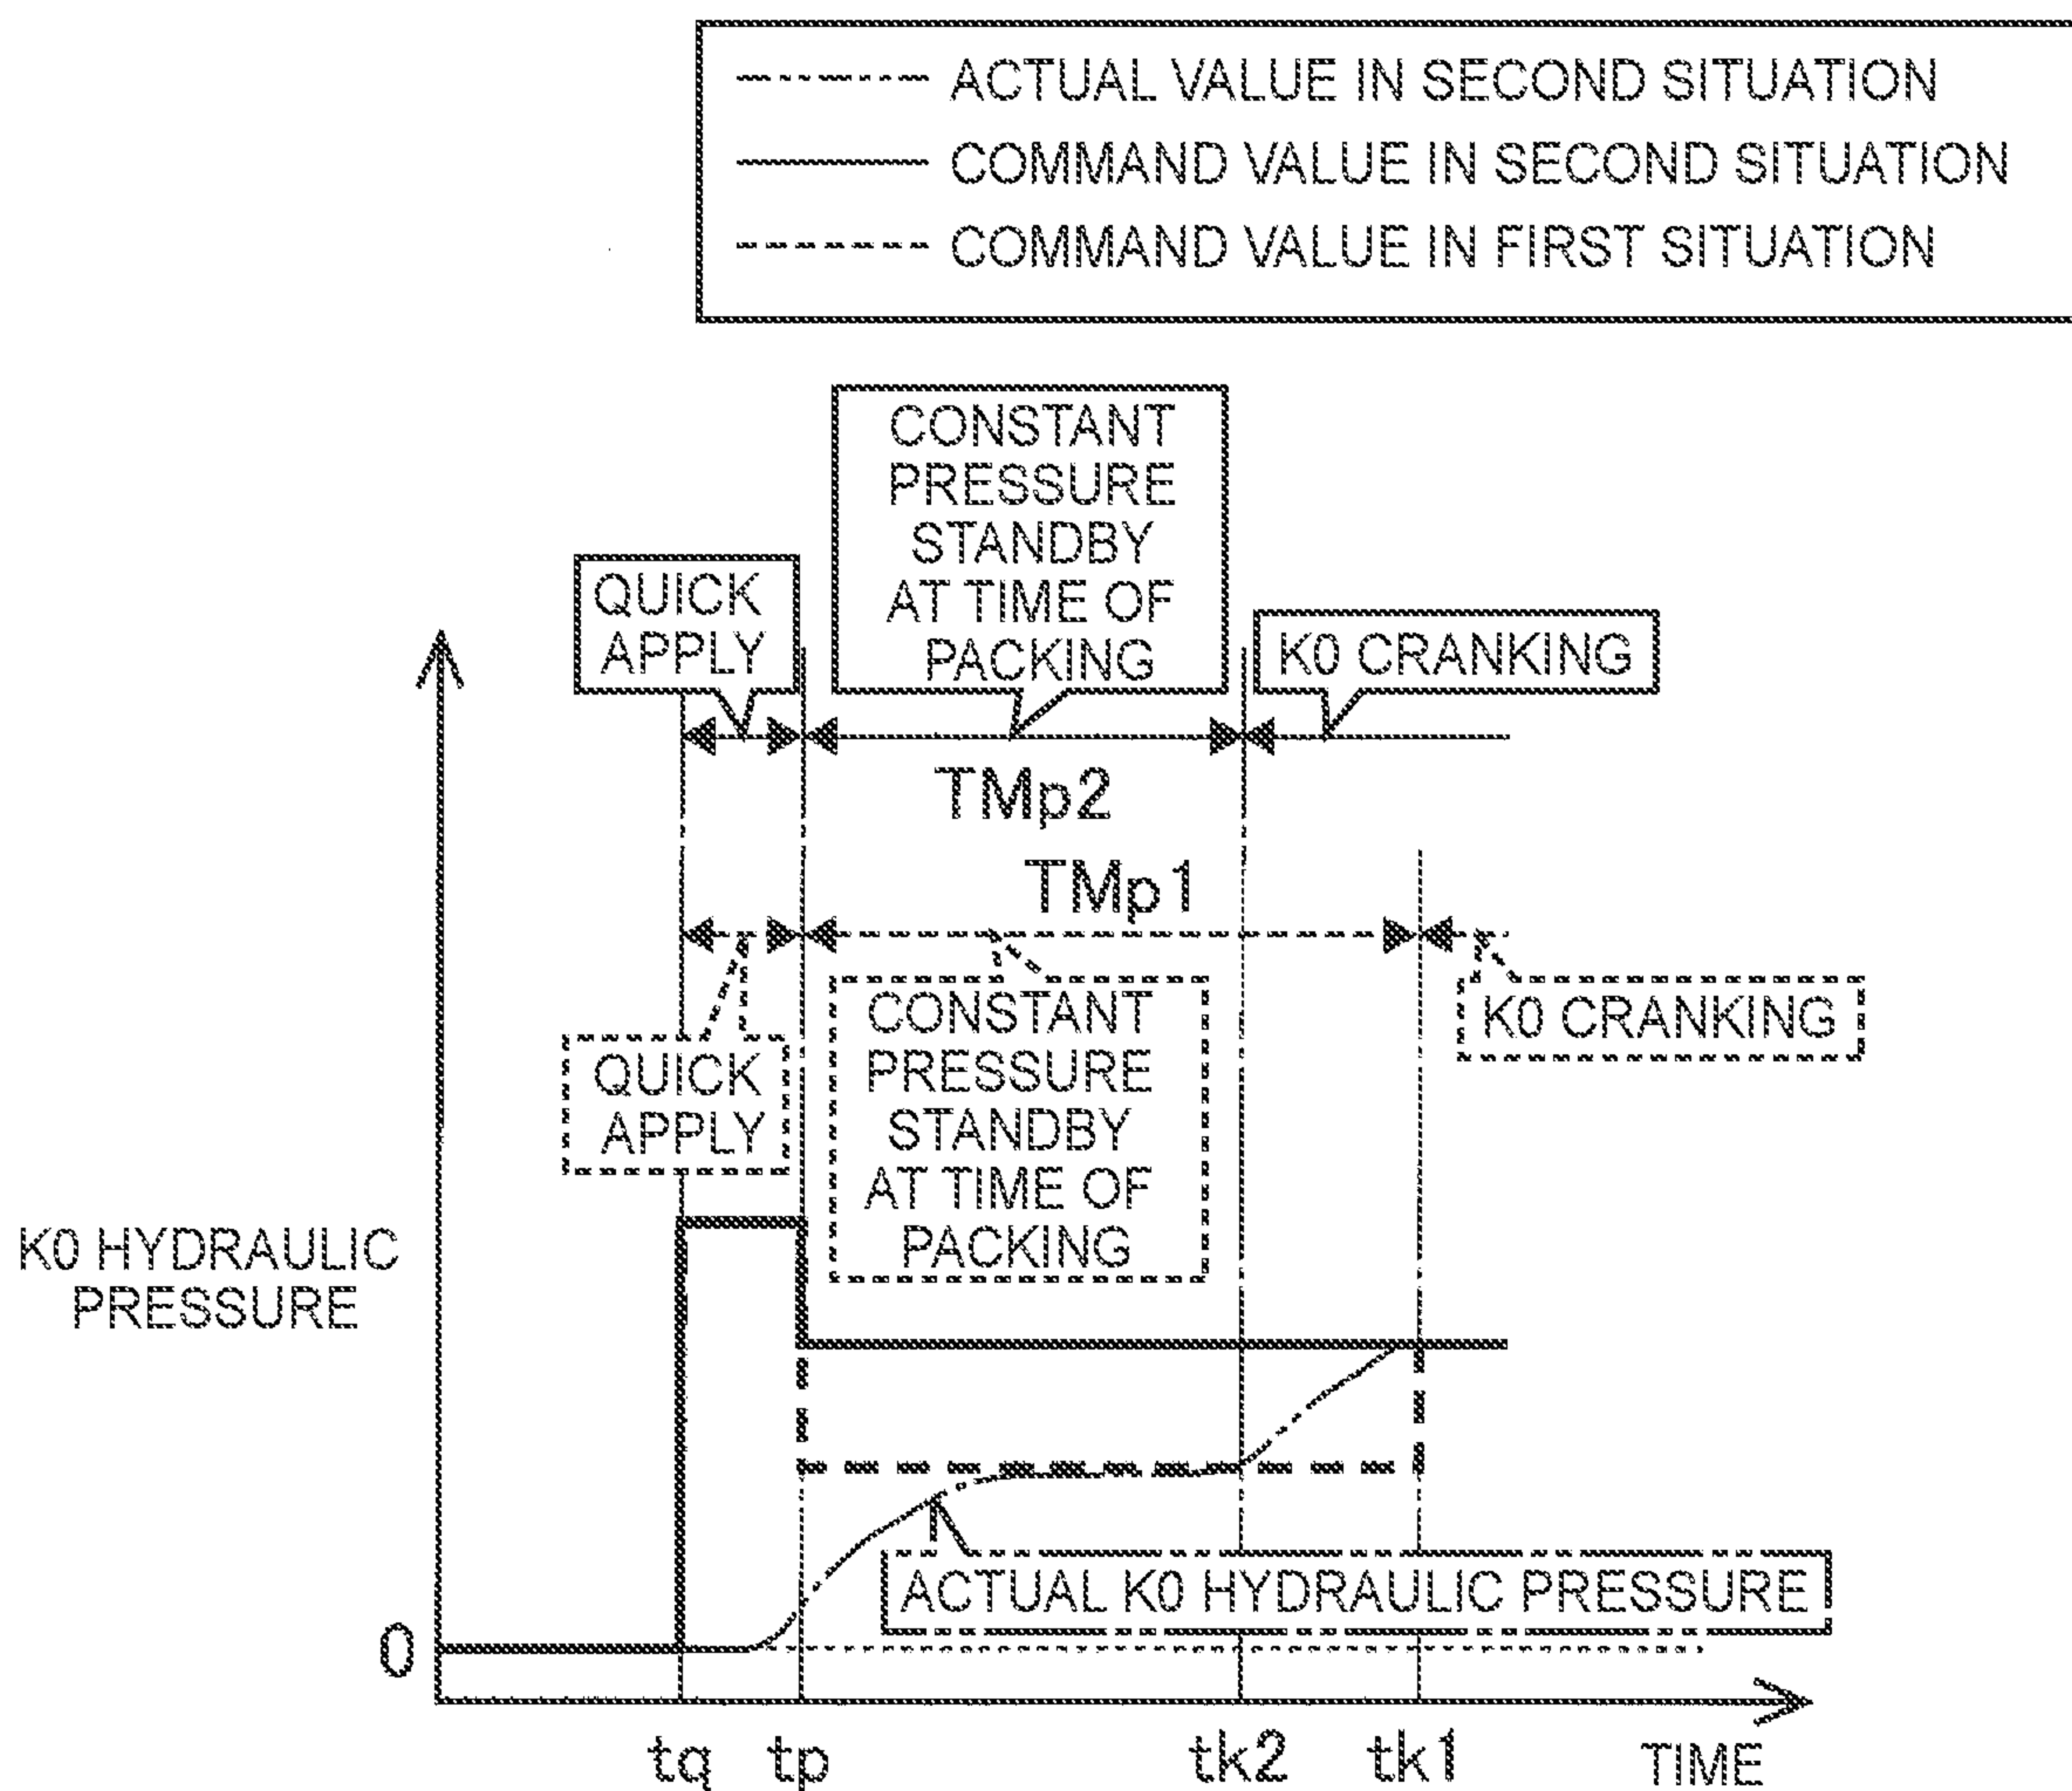 ACTUAL VALUE IN SECOND SITUATION
COMMAND VALUE IN SECOND SITUATION
COMMAND VALUE IN FIRST SITUATION
CONSTANT
PRESSURE
STANDBY
AT TIME OF
PACKING
QUICK
APPLY
K0 CRANKING
TMp2
TMp1
CONSTANT
PRESSURE
STANDBY
AT TIME OF
PACKING
K0 CRANKING
QUICK
APPLY
K0 HYDRAULIC
PRESSURE
ACTUAL K0 HYDRAULIC PRESSURE
0
tq tp tk2 tk1 TIME